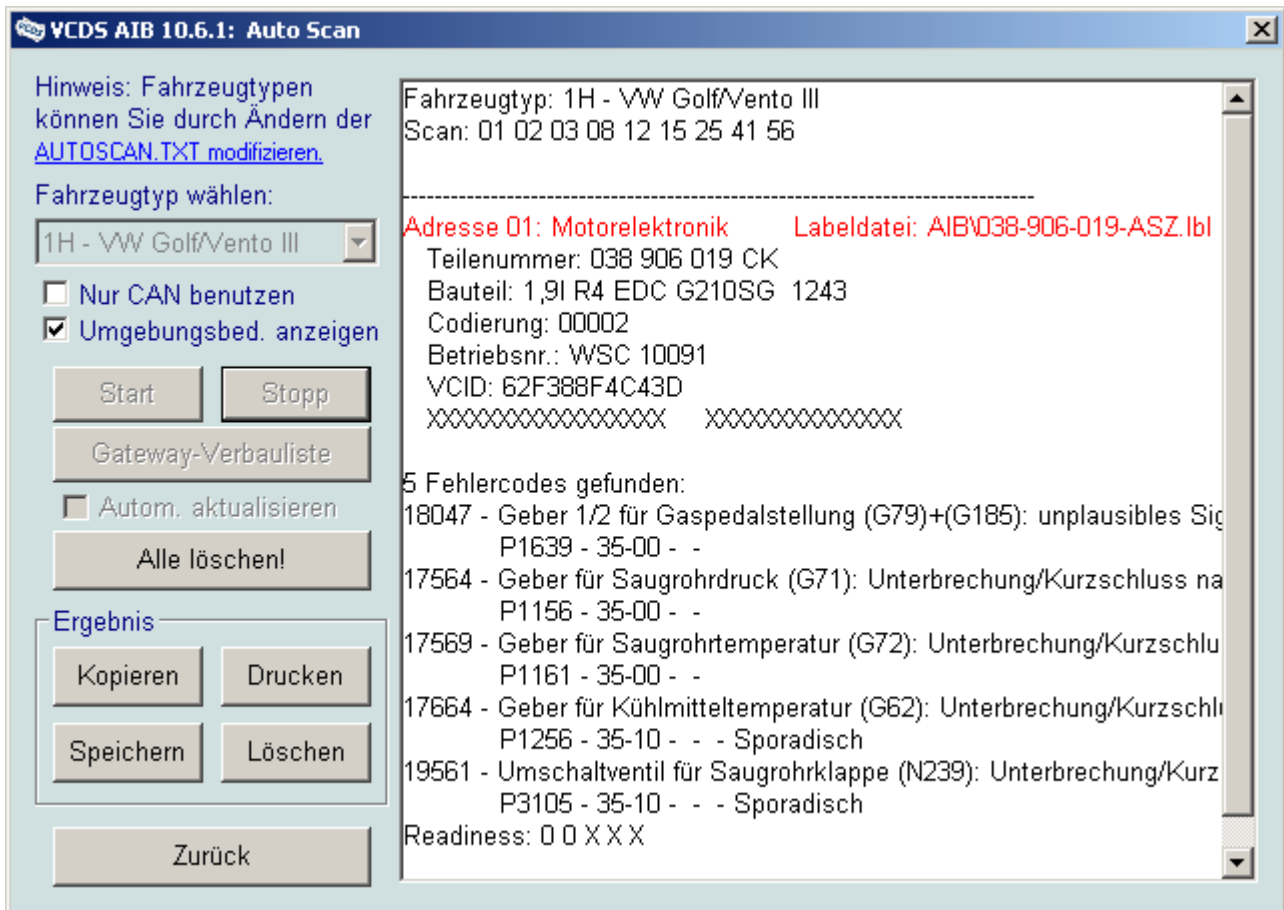 VCDS AIB 10.6.1: Auto Scan
Hinweis: Fahrzeugtypen
können Sie durch Ändern der
AUTOSCAN.TXT modifizieren.
Fahrzeugtyp wählen:
1H - VW Golf/Vento III
Nur CAN benutzen
Umgebungsbed. anzeigen
Start
Stopp
Gateway-Verbauliste
Autom. aktualisieren
Alle löschen!
Ergebnis
Kopieren
Drucken
Speichern
Löschen
Zurück
Fahrzeugtyp: 1H - VW Golf/Vento III
Scan: 01 02 03 08 12 15 25 41 56
-------------------------------------------------------------------------------
Adresse 01: Motorelektronik Labeldatei: AIB\038-906-019-ASZ.lbl
Teilenummer: 038 906 019 CK
Bauteil: 1,9l R4 EDC G210SG 1243
Codierung: 00002
Betriebsnr.: WSC 10091
VCID: 62F388F4C43D
XXXXXXXXXXXXXXXXX XXXXXXXXXXXXXX
5 Fehlercodes gefunden:
18047 - Geber 1/2 für Gaspedalstellung (G79)+(G185): unplausibles Sig
P1639 - 35-00 - -
17564 - Geber für Saugrohrdruck (G71): Unterbrechung/Kurzschluss na
P1156 - 35-00 - -
17569 - Geber für Saugrohrtemperatur (G72): Unterbrechung/Kurzschlu
P1161 - 35-00 - -
17664 - Geber für Kühlmitteltemperatur (G62): Unterbrechung/Kurzschl
P1256 - 35-10 - - - Sporadisch
19561 - Umschaltventil für Saugrohrklappe (N239): Unterbrechung/Kurz
P3105 - 35-10 - - - Sporadisch
Readiness: 0 0 X X X